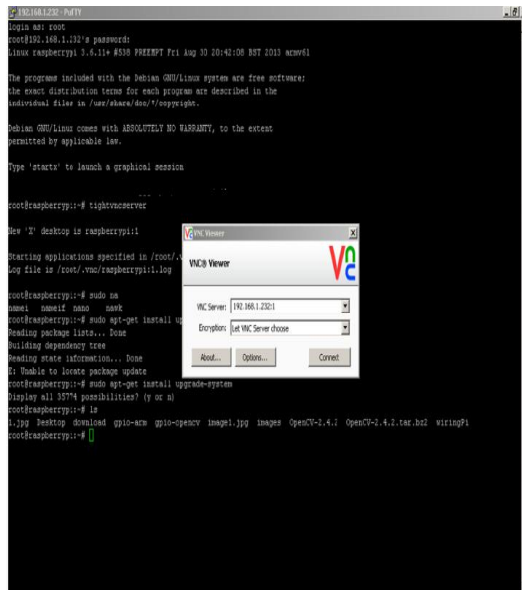 192.168.1.232 - PuTTY
login as: root
root@192.168.1.232's password:
Linux raspberrypi 3.6.11+ #538 PREEMPT Fri Aug 30 20:42:08 BST 2013 armv6l
The programs included with the Debian GNU/Linux system are free software;
the exact distribution terms for each program are described in the
individual files in /usr/share/doc/*/copyright.
Debian GNU/Linux comes with ABSOLUTELY NO WARRANTY, to the extent
permitted by applicable law.
Type 'startx' to launch a graphical session
root@raspberrypi:~# tightvncserver
New 'X' desktop is raspberrypi:1
Starting applications specified in /root/.v
Log file is /root/.vnc/raspberrypi:1.log
root@raspberrypi:~# sudo na
namei nameif nano nawk
root@raspberrypi:~# sudo apt-get install up
Reading package lists... Done
Building dependency tree
Reading state information... Done
E: Unable to locate package update
root@raspberrypi:~# sudo apt-get install upgrade-system
Display all 35774 possibilities? (y or n)
root@raspberrypi:~# ls
1.jpg Desktop download gpio-arm gpio-opencv image1.jpg images OpenCV-2.4.2 OpenCV-2.4.2.tar.bz2 wiringPi
root@raspberrypi:~#
VNC Viewer
VNC® Viewer
VNC Server: 192.168.1.232:1
Encryption: Let VNC Server choose
About... Options... Connect